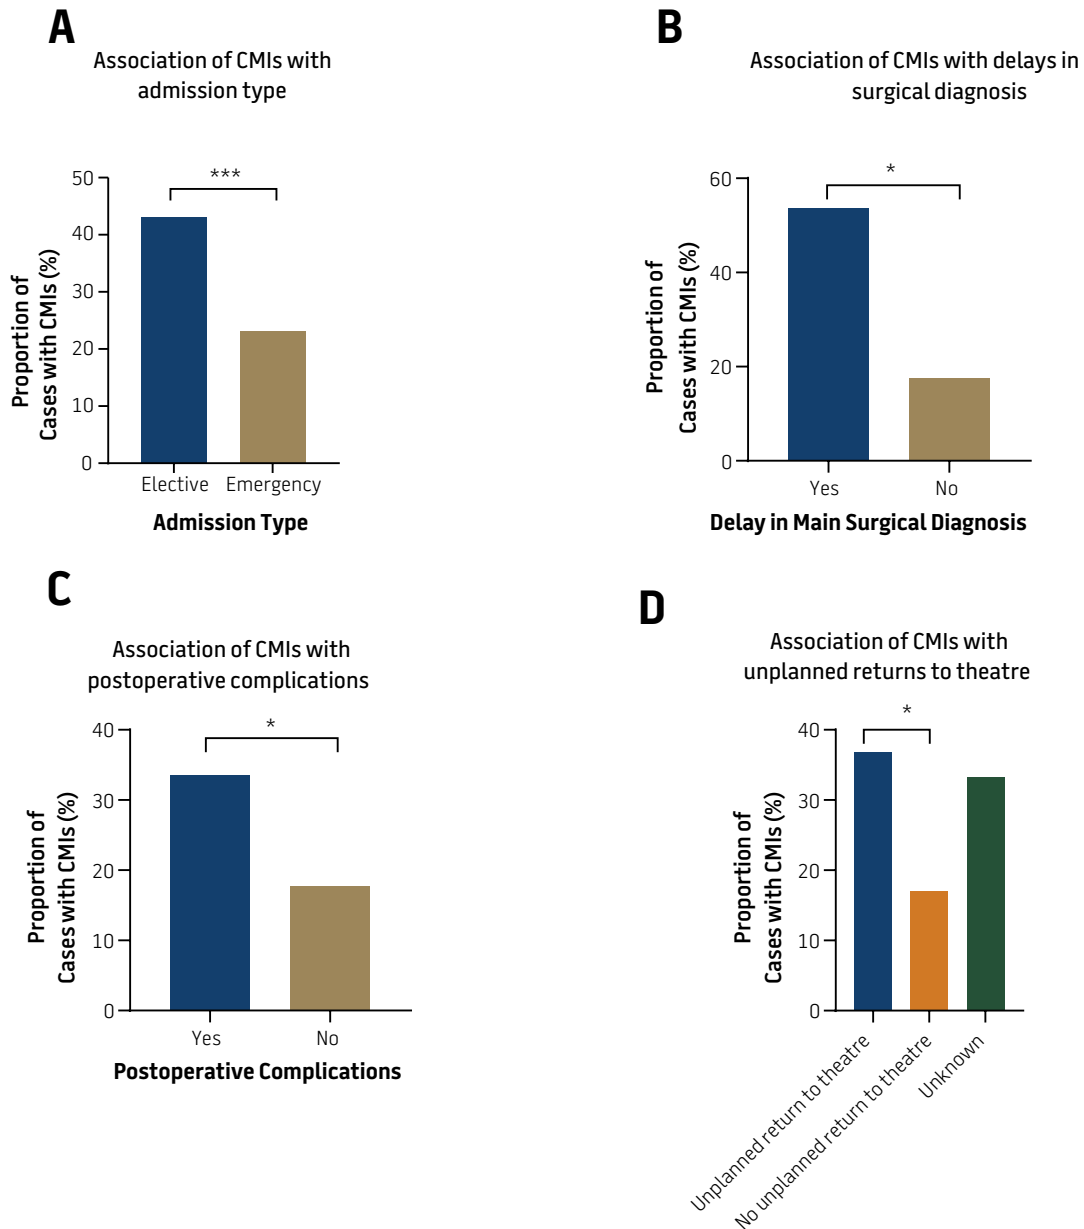 A
Association of CMIs with
admission type
Proportion of
Cases with CMIs (%)
50
40
30
20
10
0
***
Elective Emergency
Admission Type
B
Association of CMIs with delays in
surgical diagnosis
Proportion of
Cases with CMIs (%)
60
40
20
0
*
Yes No
Delay in Main Surgical Diagnosis
C
Association of CMIs with
postoperative complications
Proportion of
Cases with CMIs (%)
40
30
20
10
0
*
Yes No
Postoperative Complications
D
Association of CMIs with
unplanned returns to theatre
Proportion of
Cases with CMIs (%)
40
30
20
10
0
*
Unplanned return to theatre
No unplanned return to theatre
Unknown